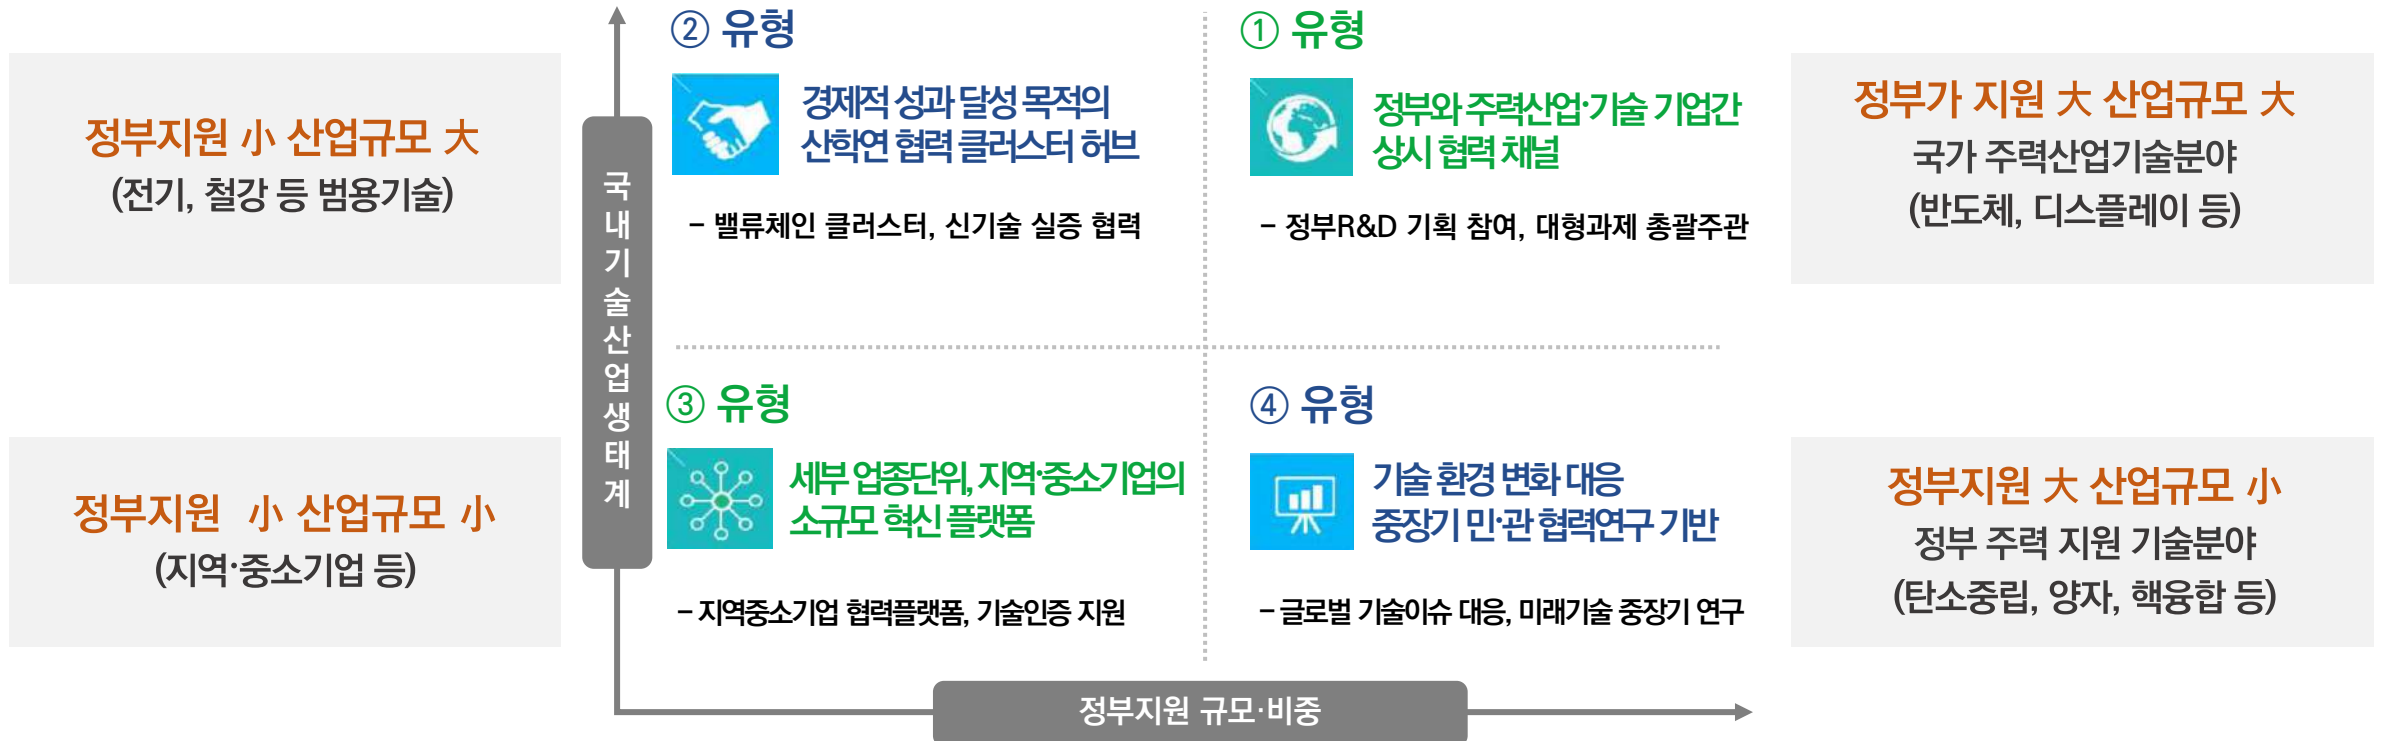 정부지원 小 산업규모 大
(전기, 철강 등 범용기술)
정부지원 小 산업규모 小
(지역·중소기업 등)
국내기술산업생태계
② 유형
경제적 성과 달성 목적의
산학연 협력 클러스터 허브
– 밸류체인 클러스터, 신기술 실증 협력
① 유형
정부와 주력산업·기술 기업간
상시 협력 채널
– 정부R&D 기획 참여, 대형과제 총괄주관
③ 유형
세부 업종단위, 지역·중소기업의
소규모 혁신 플랫폼
– 지역중소기업 협력플랫폼, 기술인증 지원
④ 유형
기술 환경 변화 대응
중장기 민·관 협력연구 기반
– 글로벌 기술이슈 대응, 미래기술 중장기 연구
정부지원 규모·비중
정부가 지원 大 산업규모 大
국가 주력산업기술분야
(반도체, 디스플레이 등)
정부지원 大 산업규모 小
정부 주력 지원 기술분야
(탄소중립, 양자, 핵융합 등)